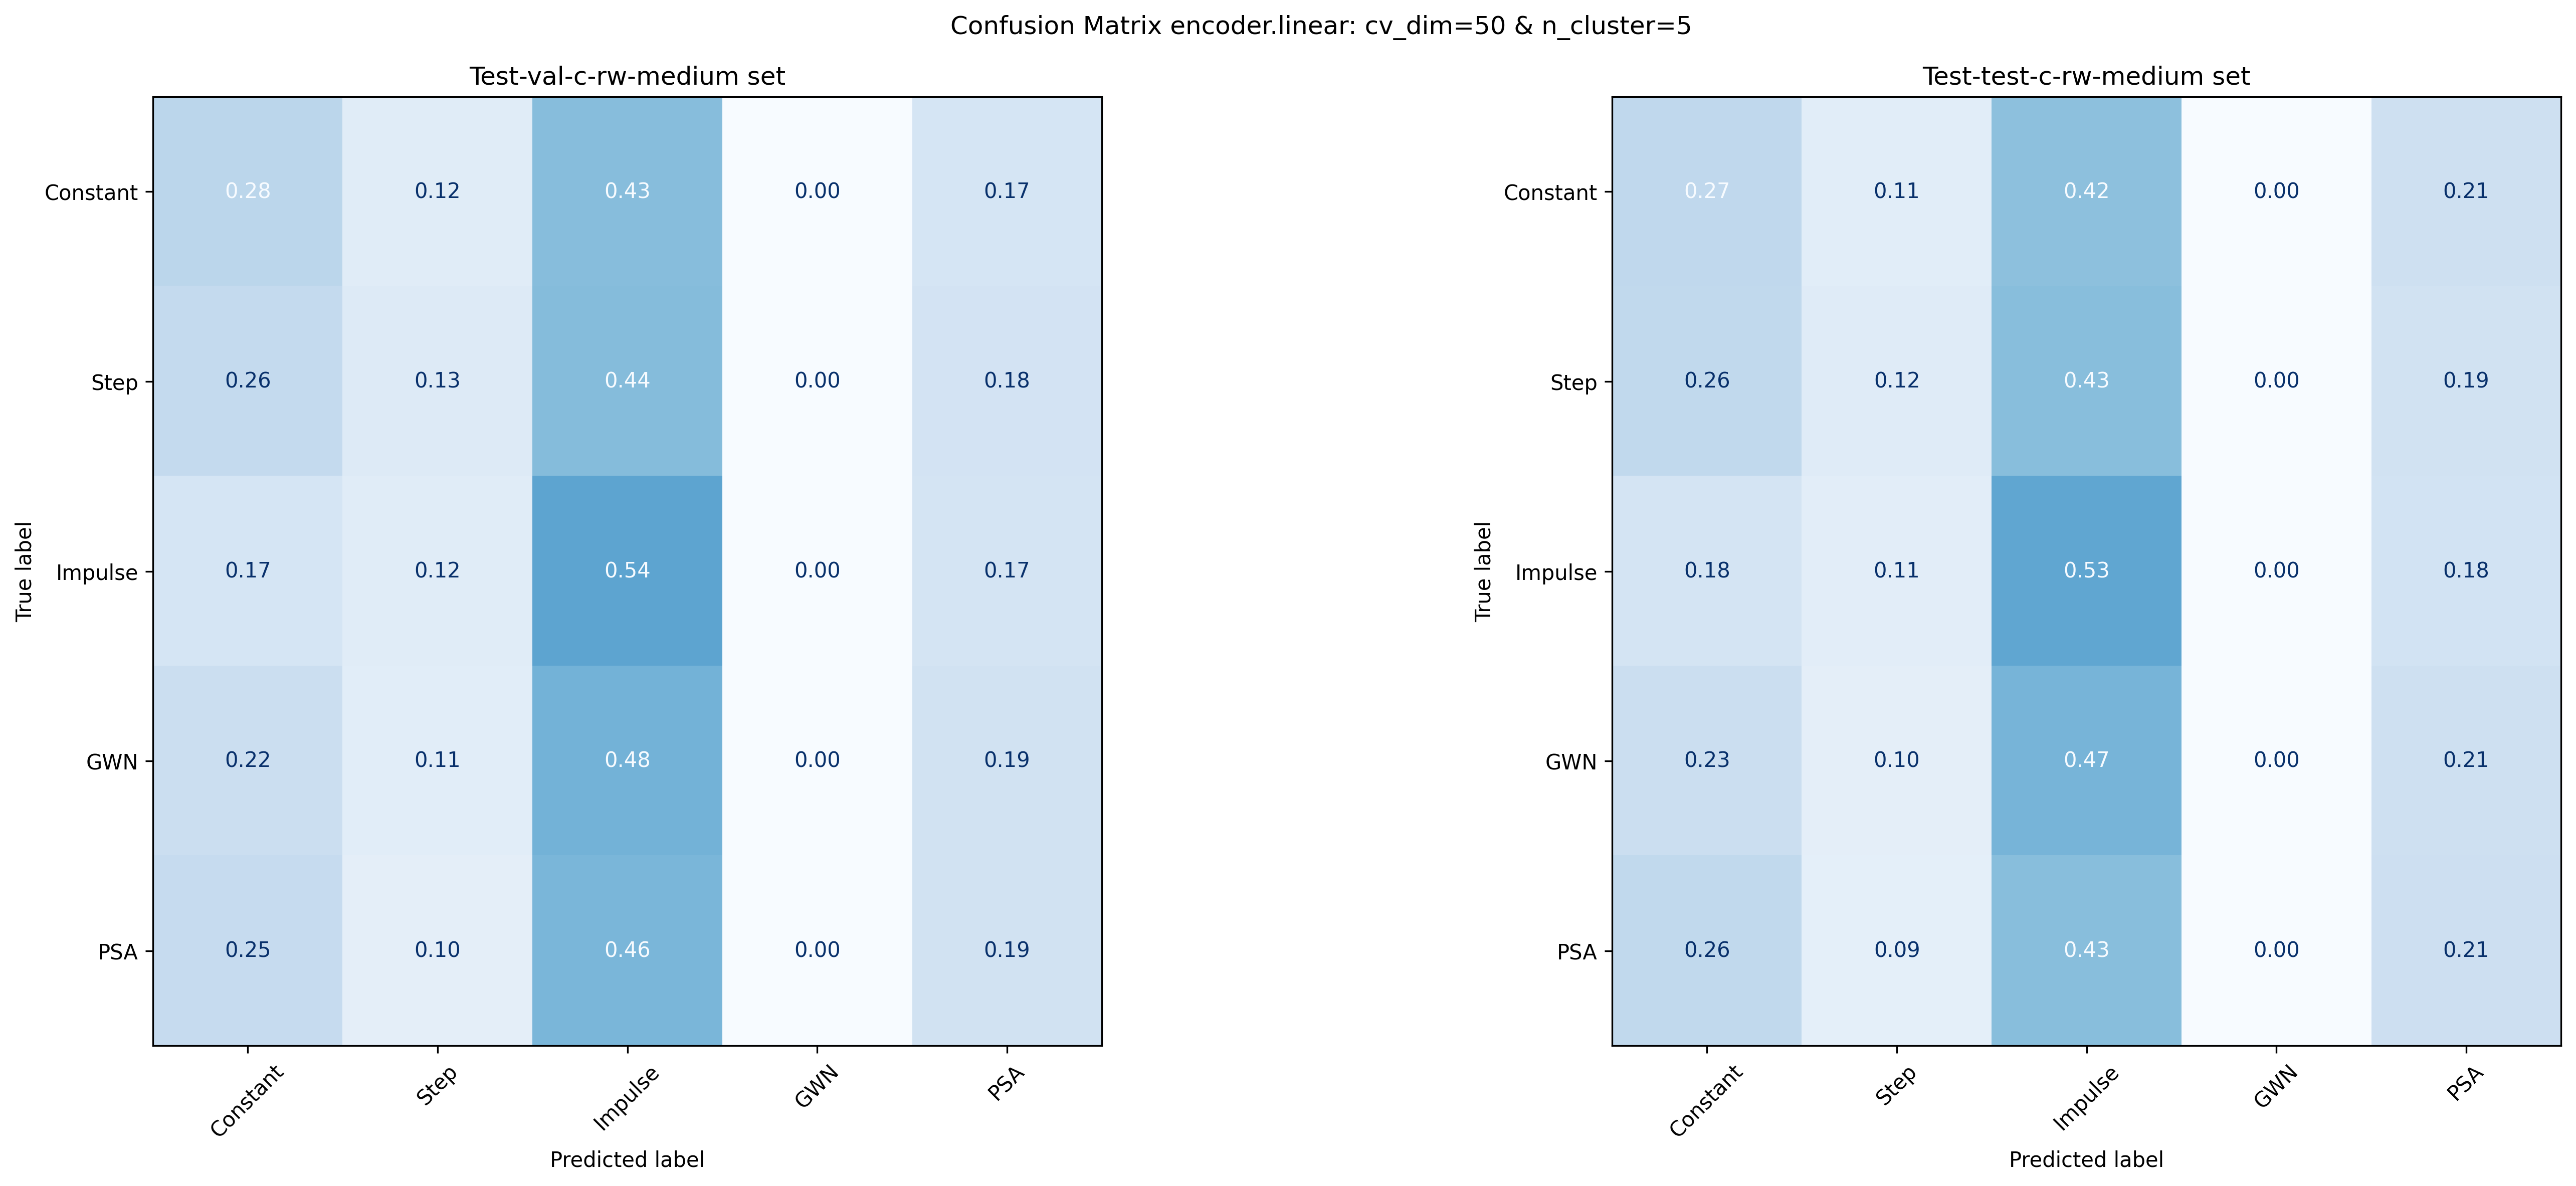 Confusion Matrix encoder.linear: cv_dim=50 & n_cluster=5
Test-val-c-rw-medium set
True label
Constant 0.28 0.12 0.43 0.00 0.17
Step 0.26 0.13 0.44 0.00 0.18
Impulse 0.17 0.12 0.54 0.00 0.17
GWN 0.22 0.11 0.48 0.00 0.19
PSA 0.25 0.10 0.46 0.00 0.19
Constant Step Impulse GWN PSA
Predicted label
Test-test-c-rw-medium set
True label
Constant 0.27 0.11 0.42 0.00 0.21
Step 0.26 0.12 0.43 0.00 0.19
Impulse 0.18 0.11 0.53 0.00 0.18
GWN 0.23 0.10 0.47 0.00 0.21
PSA 0.26 0.09 0.43 0.00 0.21
Constant Step Impulse GWN PSA
Predicted label